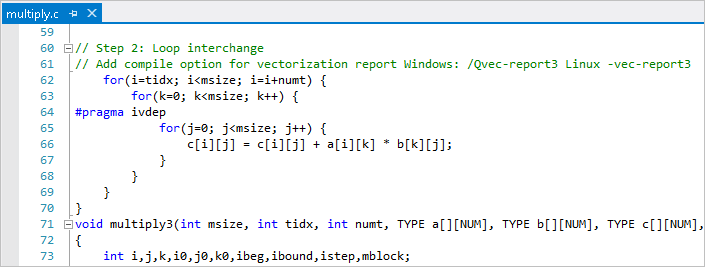 multiply.c
59
60 // Step 2: Loop interchange
61 // Add compile option for vectorization report Windows: /Qvec-report3 Linux -vec-report3
62     for(i=tidx; i<msize; i=i+numt) {
63         for(k=0; k<msize; k++) {
64 #pragma ivdep
65             for(j=0; j<msize; j++) {
66                 c[i][j] = c[i][j] + a[i][k] * b[k][j];
67             }
68         }
69     }
70 }
71 void multiply3(int msize, int tidx, int numt, TYPE a[][NUM], TYPE b[][NUM], TYPE c[][NUM],
72 {
73     int i,j,k,i0,j0,k0,ibeg,ibound,istep,mblock;